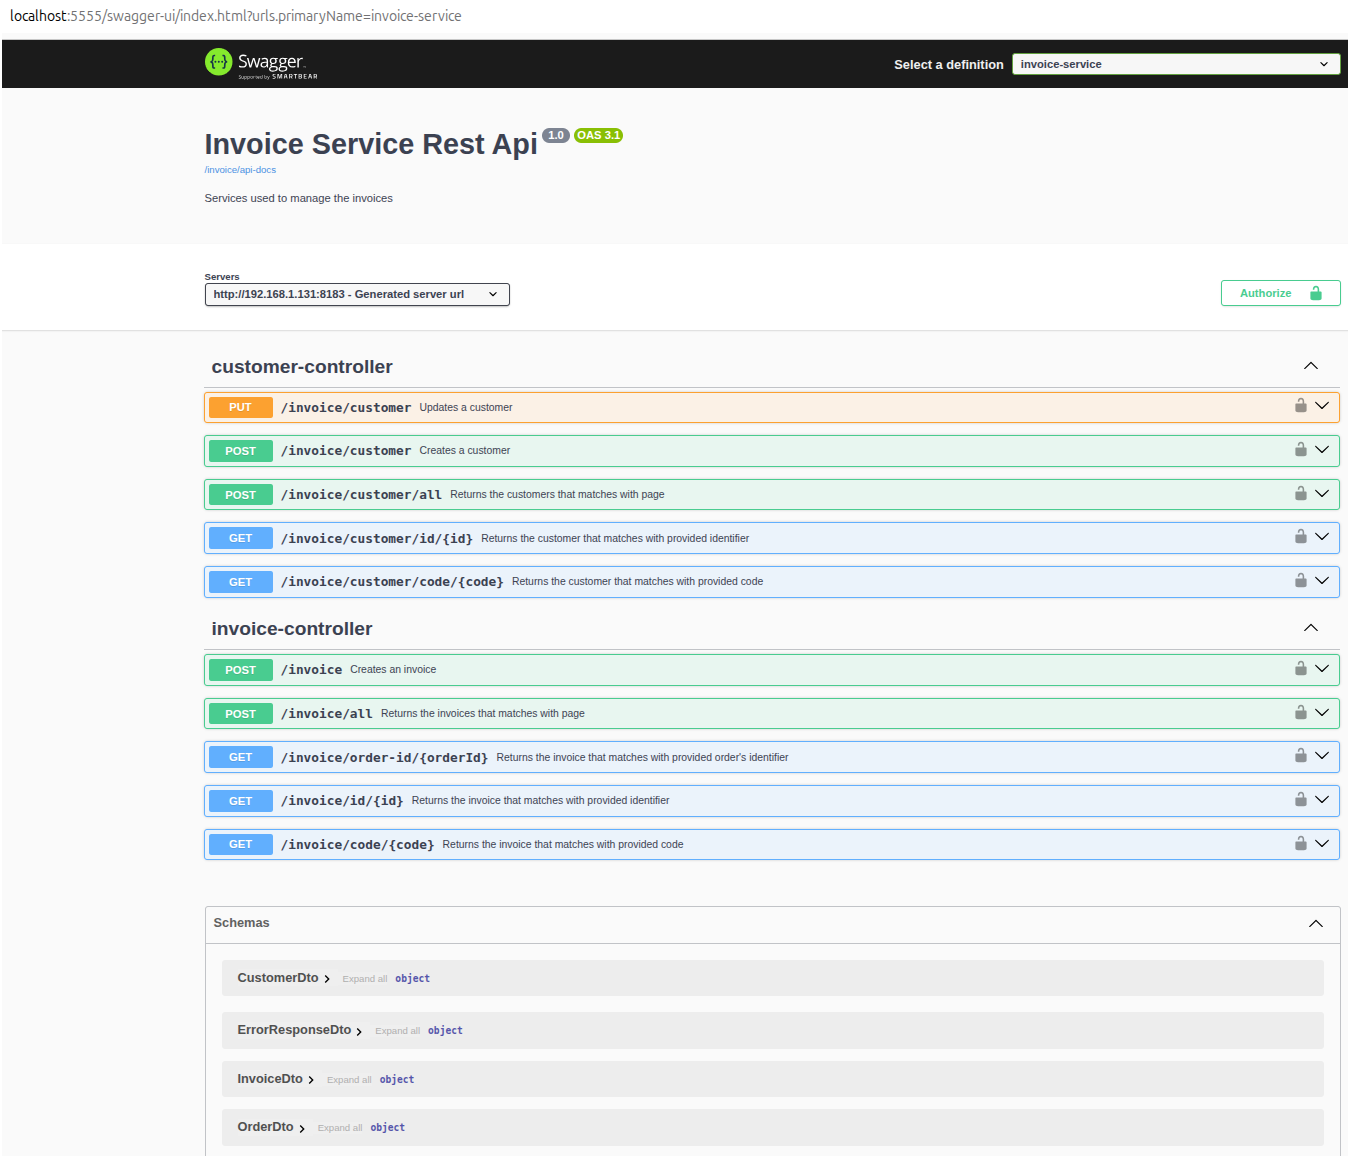 localhost:5555/swagger-ui/index.html?urls.primaryName=invoice-service
Swagger
Supported by SMARTBEAR
Select a definition
invoice-service
Invoice Service Rest Api 1.0 OAS 3.1
/invoice/api-docs
Services used to manage the invoices
Servers
http://192.168.1.131:8183 - Generated server url
Authorize
customer-controller
PUT /invoice/customer Updates a customer
POST /invoice/customer Creates a customer
POST /invoice/customer/all Returns the customers that matches with page
GET /invoice/customer/id/{id} Returns the customer that matches with provided identifier
GET /invoice/customer/code/{code} Returns the customer that matches with provided code
invoice-controller
POST /invoice Creates an invoice
POST /invoice/all Returns the invoices that matches with page
GET /invoice/order-id/{orderId} Returns the invoice that matches with provided order's identifier
GET /invoice/id/{id} Returns the invoice that matches with provided identifier
GET /invoice/code/{code} Returns the invoice that matches with provided code
Schemas
CustomerDto Expand all object
ErrorResponseDto Expand all object
InvoiceDto Expand all object
OrderDto Expand all object